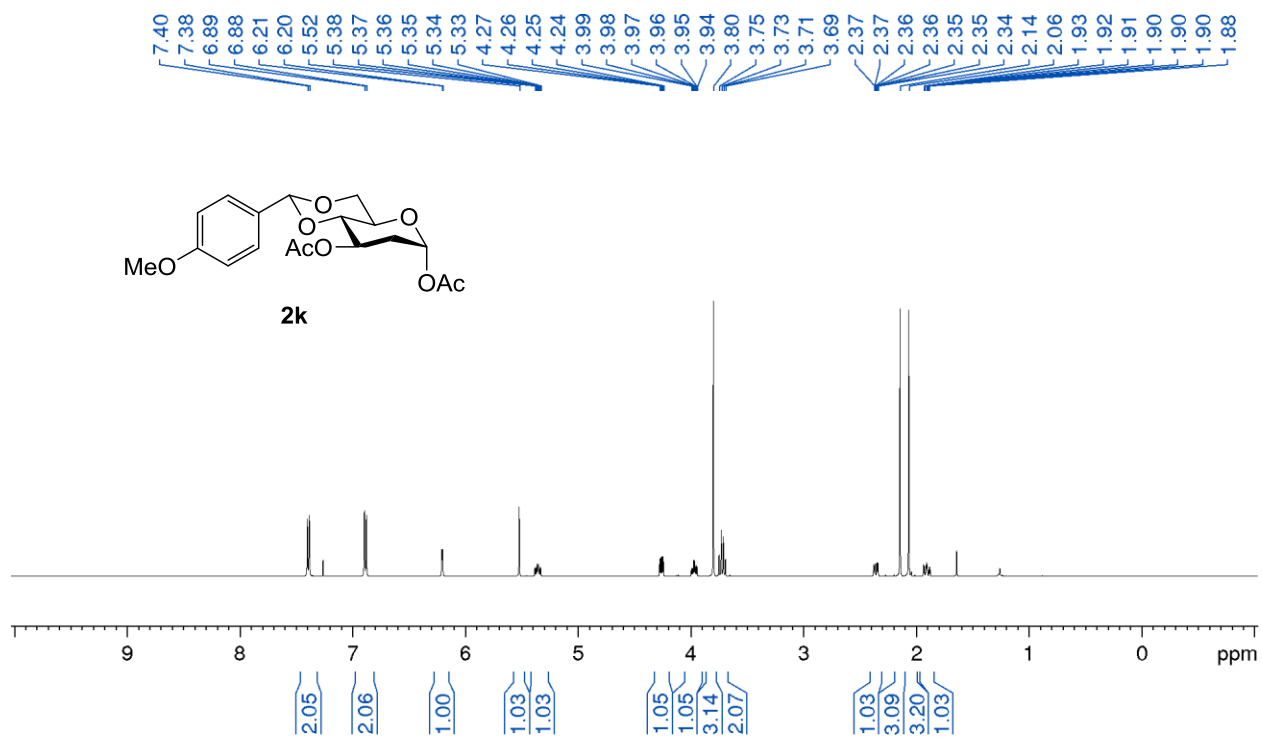 7.40 7.38 6.89 6.88 6.21 6.20 5.52 5.38 5.37 5.36 5.35 5.34 5.33 4.27 4.26 4.25 4.24 3.99 3.98 3.97 3.96 3.95 3.94 3.80 3.75 3.73 3.71 3.69 2.37 2.37 2.36 2.36 2.35 2.35 2.34 2.14 2.06 1.93 1.92 1.91 1.90 1.90 1.90 1.88
O
O
O
AcO
MeO
OAc
2k
9 8 7 6 5 4 3 2 1 0 ppm
2.05 2.06 1.00 1.03 1.03 1.05 1.05 3.14 2.07 1.03 3.09 3.20 1.03